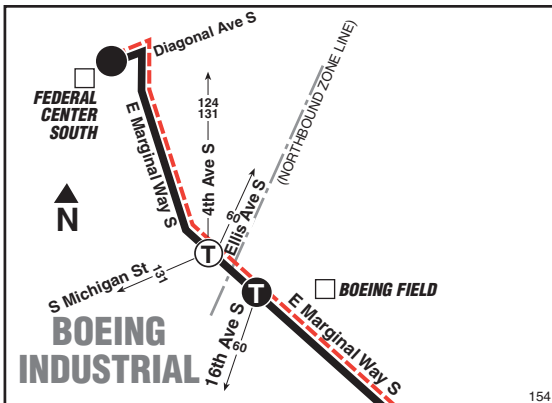 Diagonal Ave S
FEDERAL
CENTER
SOUTH
E Marginal Way S
124
131
4th Ave S
(NORTHBOUND ZONE LINE)
N
60
Ellis Ave S
T
S Michigan St
131
T
BOEING FIELD
BOEING
INDUSTRIAL
16th Ave S
60
E Marginal Way S
154